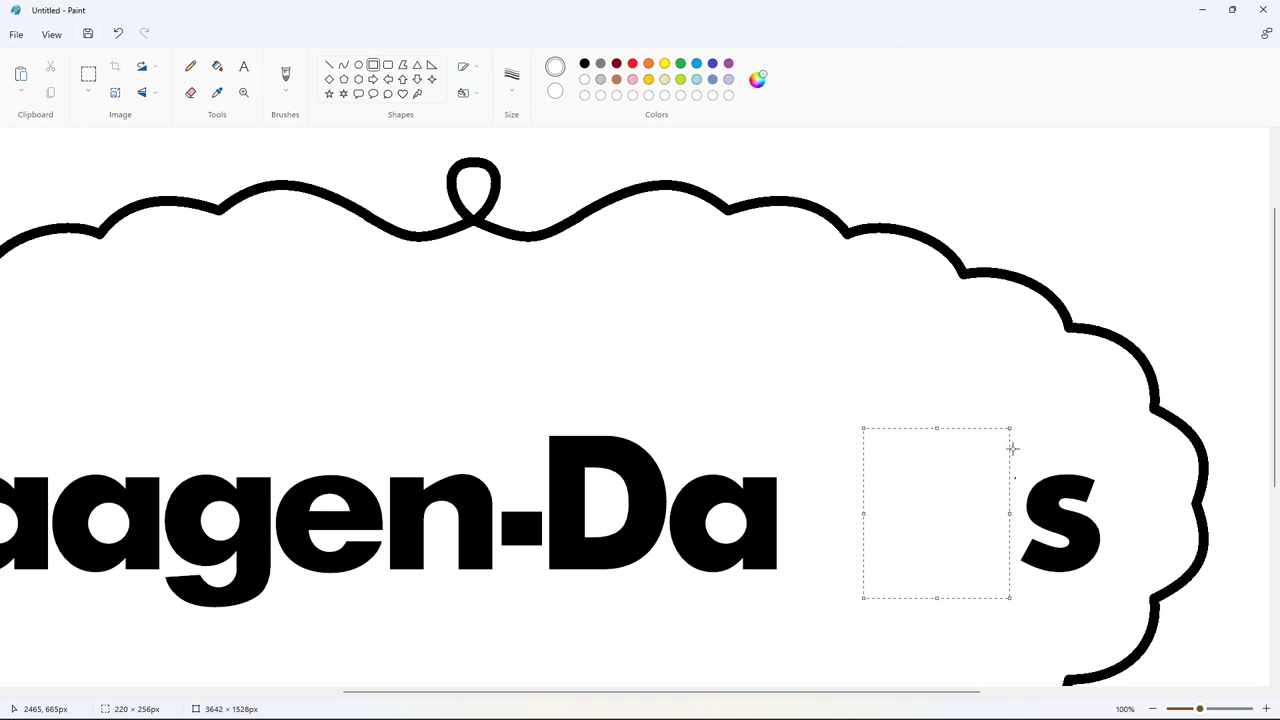 Untitled - Paint
File View
Clipboard Image Tools Brushes Shapes Size Colors
aagen-Da s
2465, 665px 220 × 256px 3642 × 1528px 100%